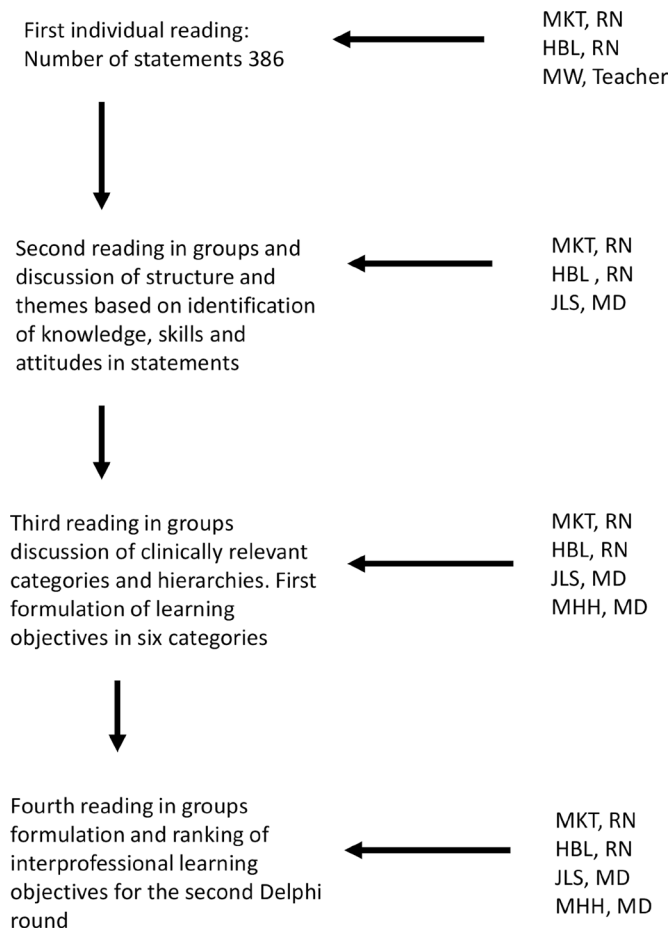 First individual reading:
Number of statements 386
MKT, RN
HBL, RN
MW, Teacher
Second reading in groups and
discussion of structure and
themes based on identification
of knowledge, skills and
attitudes in statements
MKT, RN
HBL , RN
JLS, MD
Third reading in groups
discussion of clinically relevant
categories and hierarchies. First
formulation of learning
objectives in six categories
MKT, RN
HBL, RN
JLS, MD
MHH, MD
Fourth reading in groups
formulation and ranking of
interprofessional learning
objectives for the second Delphi
round
MKT, RN
HBL, RN
JLS, MD
MHH, MD